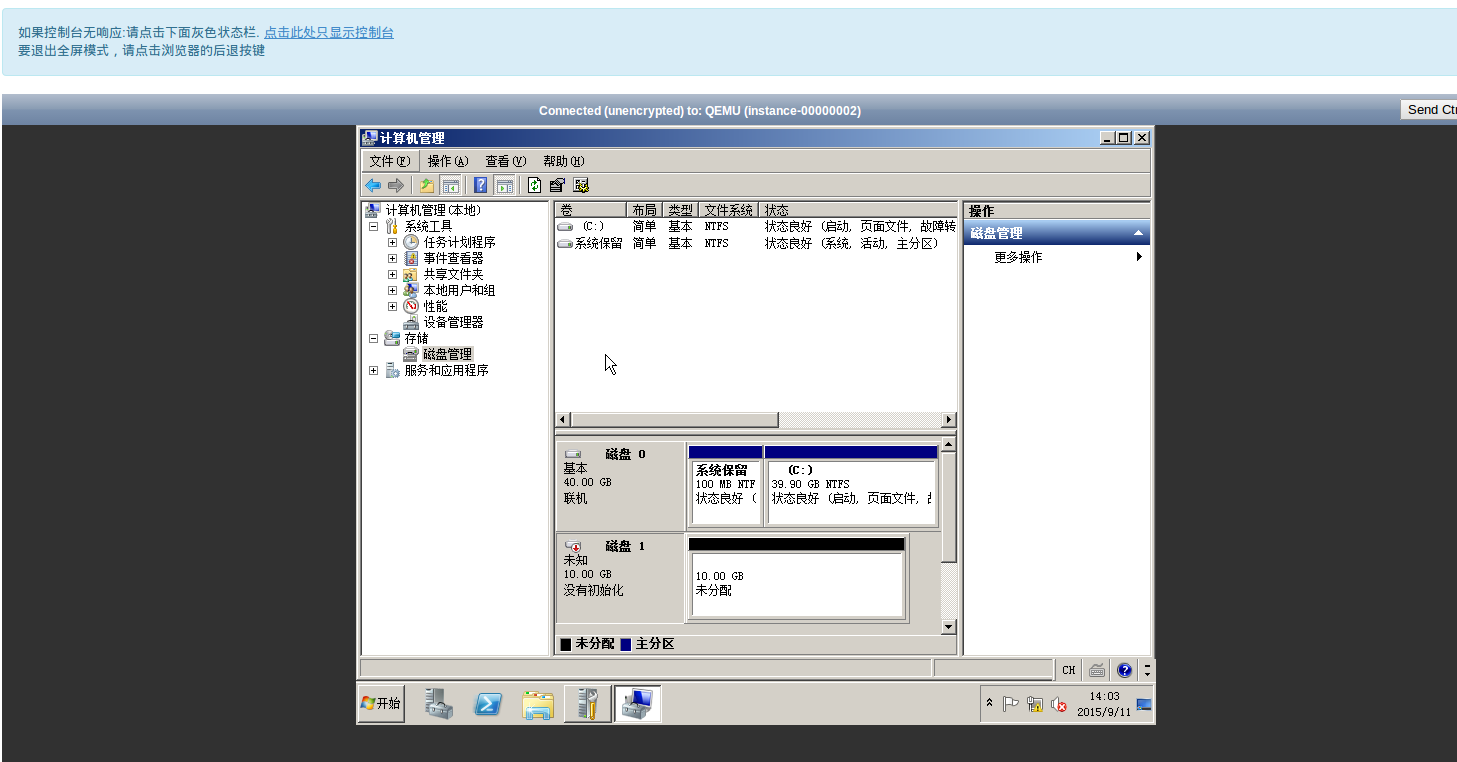 如果控制台无响应:请点击下面灰色状态栏. 点击此处只显示控制台
要退出全屏模式，请点击浏览器的后退按键
Connected (unencrypted) to: QEMU (instance-00000002)
Send Ctr
计算机管理
文件(F) 操作(A) 查看(V) 帮助(H)
计算机管理(本地)
系统工具
任务计划程序
事件查看器
共享文件夹
本地用户和组
性能
设备管理器
存储
磁盘管理
服务和应用程序
卷 布局 类型 文件系统 状态
(C:) 简单 基本 NTFS 状态良好 (启动, 页面文件, 故障转
系统保留 简单 基本 NTFS 状态良好 (系统, 活动, 主分区)
操作
磁盘管理
更多操作
磁盘 0
基本
40.00 GB
联机
系统保留
100 MB NTF
状态良好 (
(C:)
39.90 GB NTFS
状态良好 (启动, 页面文件,
磁盘 1
未知
10.00 GB
没有初始化
10.00 GB
未分配
未分配 主分区
CH
开始
14:03
2015/9/11